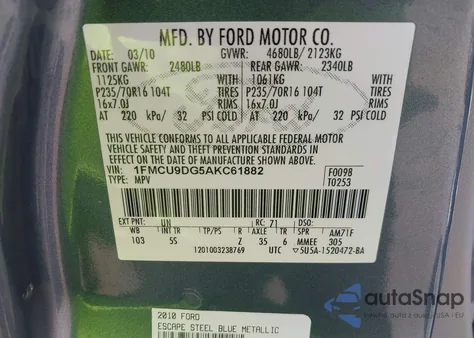 MFD. BY FORD MOTOR CO.
DATE: 03/10 GVWR: 4680LB/ 2123KG
FRONT GAWR: 2480LB REAR GAWR: 2340LB
1125KG WITH 1061KG WITH
P235/70R16 104T TIRES P235/70R16 104T TIRES
16x7.0J RIMS 16x7.0J RIMS
AT 220 kPa/ 32 PSI COLD AT 220 kPa/ 32 PSI COLD
THIS VEHICLE CONFORMS TO ALL APPLICABLE FEDERAL MOTOR
VEHICLE SAFETY AND THEFT PREVENTION STANDARDS IN EFFECT
ON THE DATE OF MANUFACTURE SHOWN ABOVE.
VIN: 1FMCU9DG5AKC61882 F0098
TYPE: MPV T0253
EXT PNT: UN RC: 71 DSO:
WB INT TR TP/PS R AXLE TR SPR AM71F
103 5S Z 35 6 MMEE 305
1201003238769 UTC 5U5A-1520472-BA
autoSnap
2010 FORD
ESCAPE STEEL BLUE METALLIC